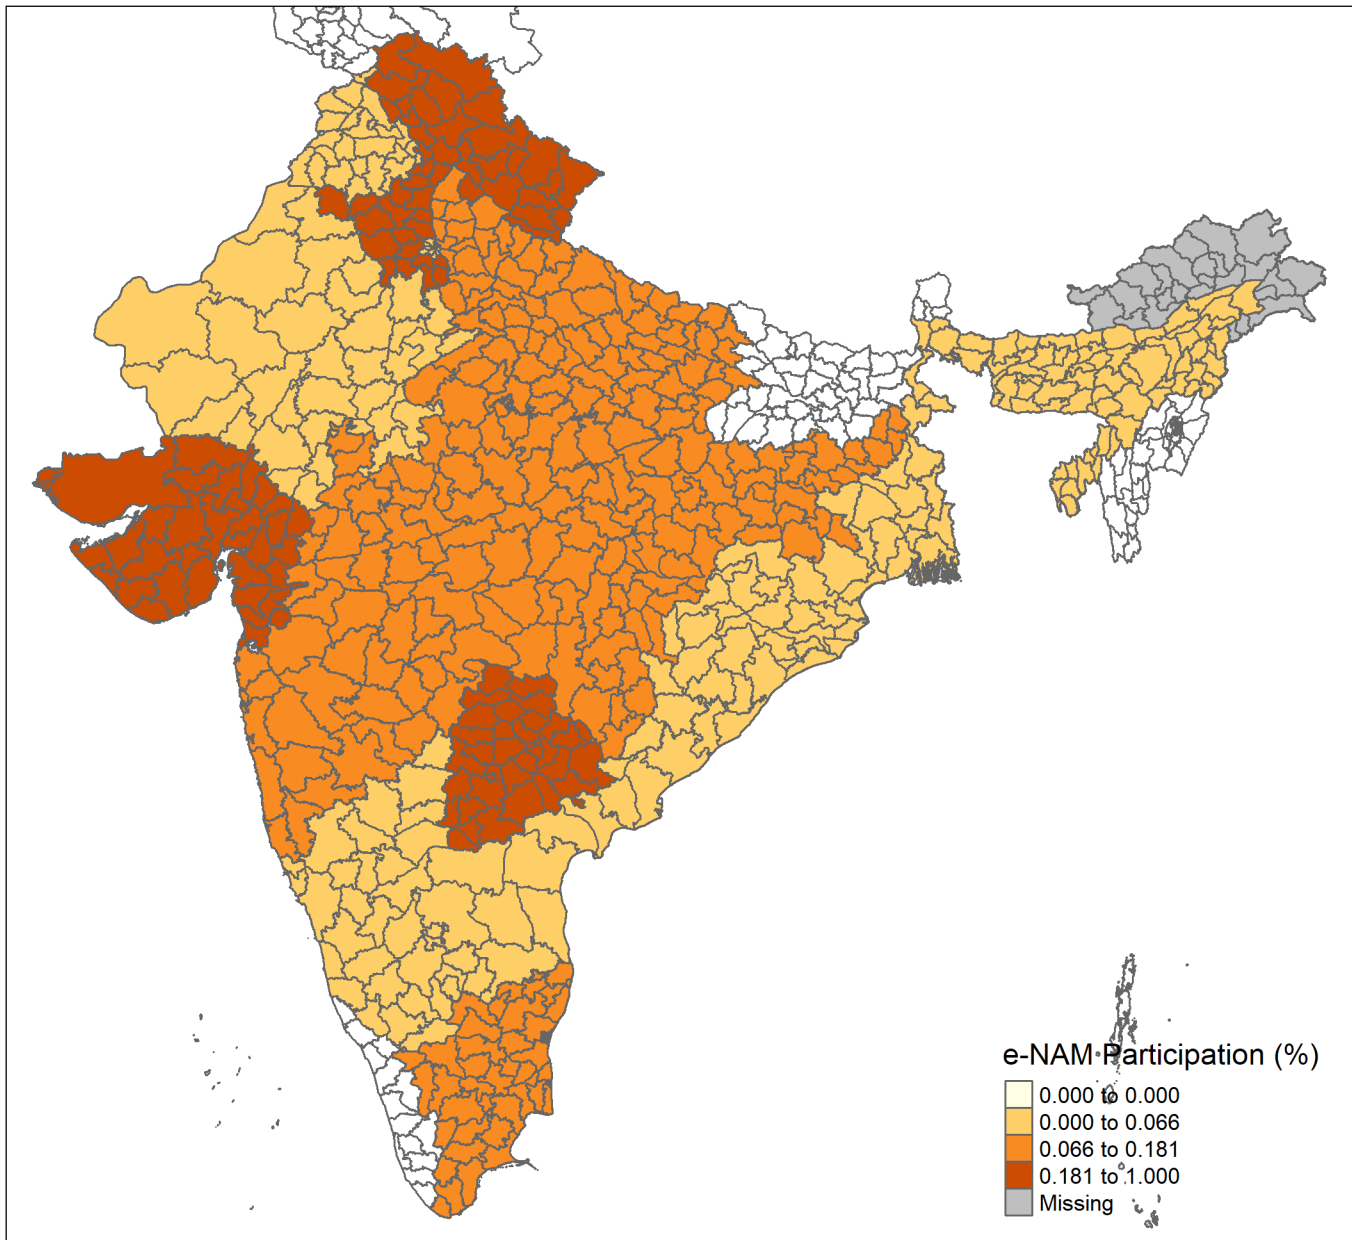 e-NAM Participation (%)
0.000 to 0.000
0.000 to 0.066
0.066 to 0.181
0.181 to 1.000
Missing